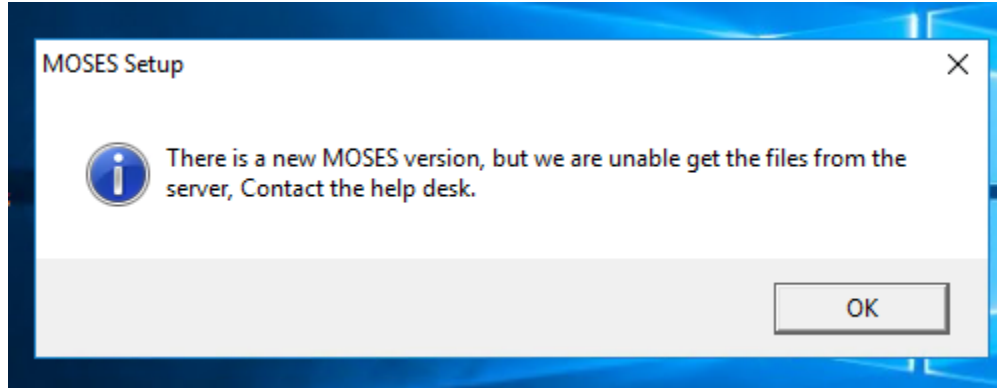 MOSES Setup
There is a new MOSES version, but we are unable get the files from the
server, Contact the help desk.
OK